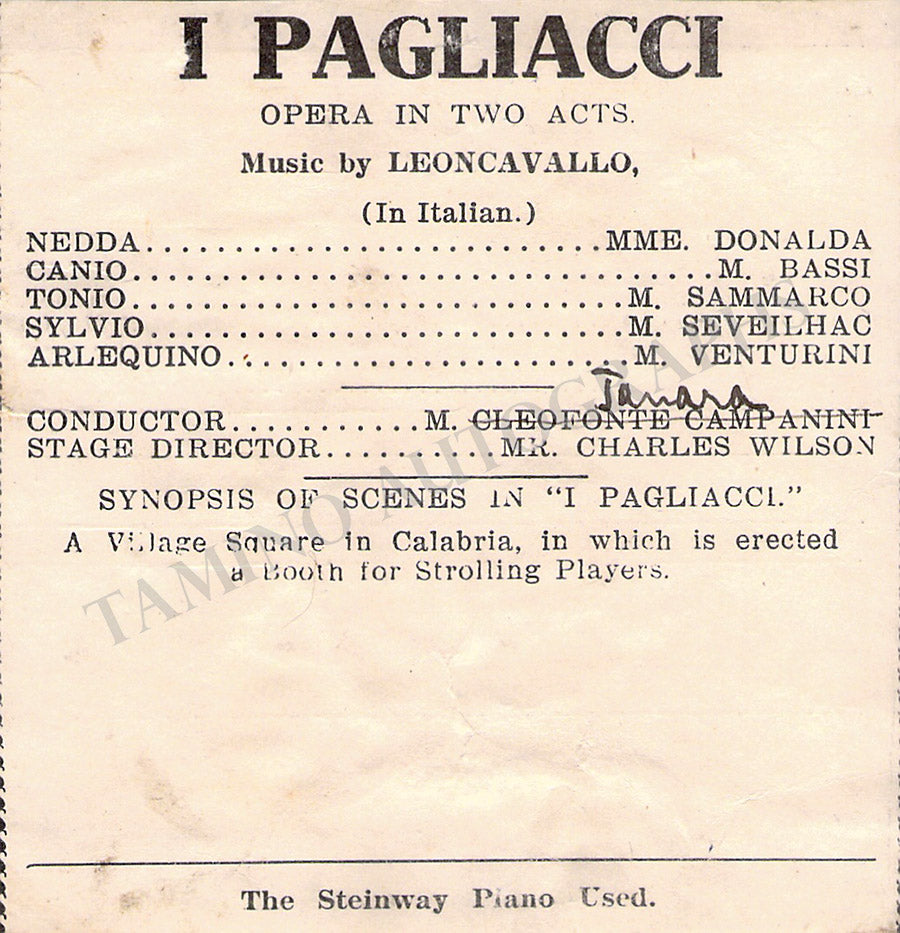 I PAGLIACCI
OPERA IN TWO ACTS.
Music by LEONCAVALLO,
(In Italian.)
NEDDA..............................MME. DONALDA
CANIO......................................M. BASSI
TONIO.................................M. SAMMARCO
SYLVIO................................M. SEVEILHAC
ARLEQUINO...........................M. VENTURINI
Tanara
CONDUCTOR............M. CLEOFONTE CAMPANINI
STAGE DIRECTOR..........MR. CHARLES WILSON
SYNOPSIS OF SCENES IN "I PAGLIACCI."
A Village Square in Calabria, in which is erected
a Booth for Strolling Players.
TAMINO AUTOGRAPHS
The Steinway Piano Used.